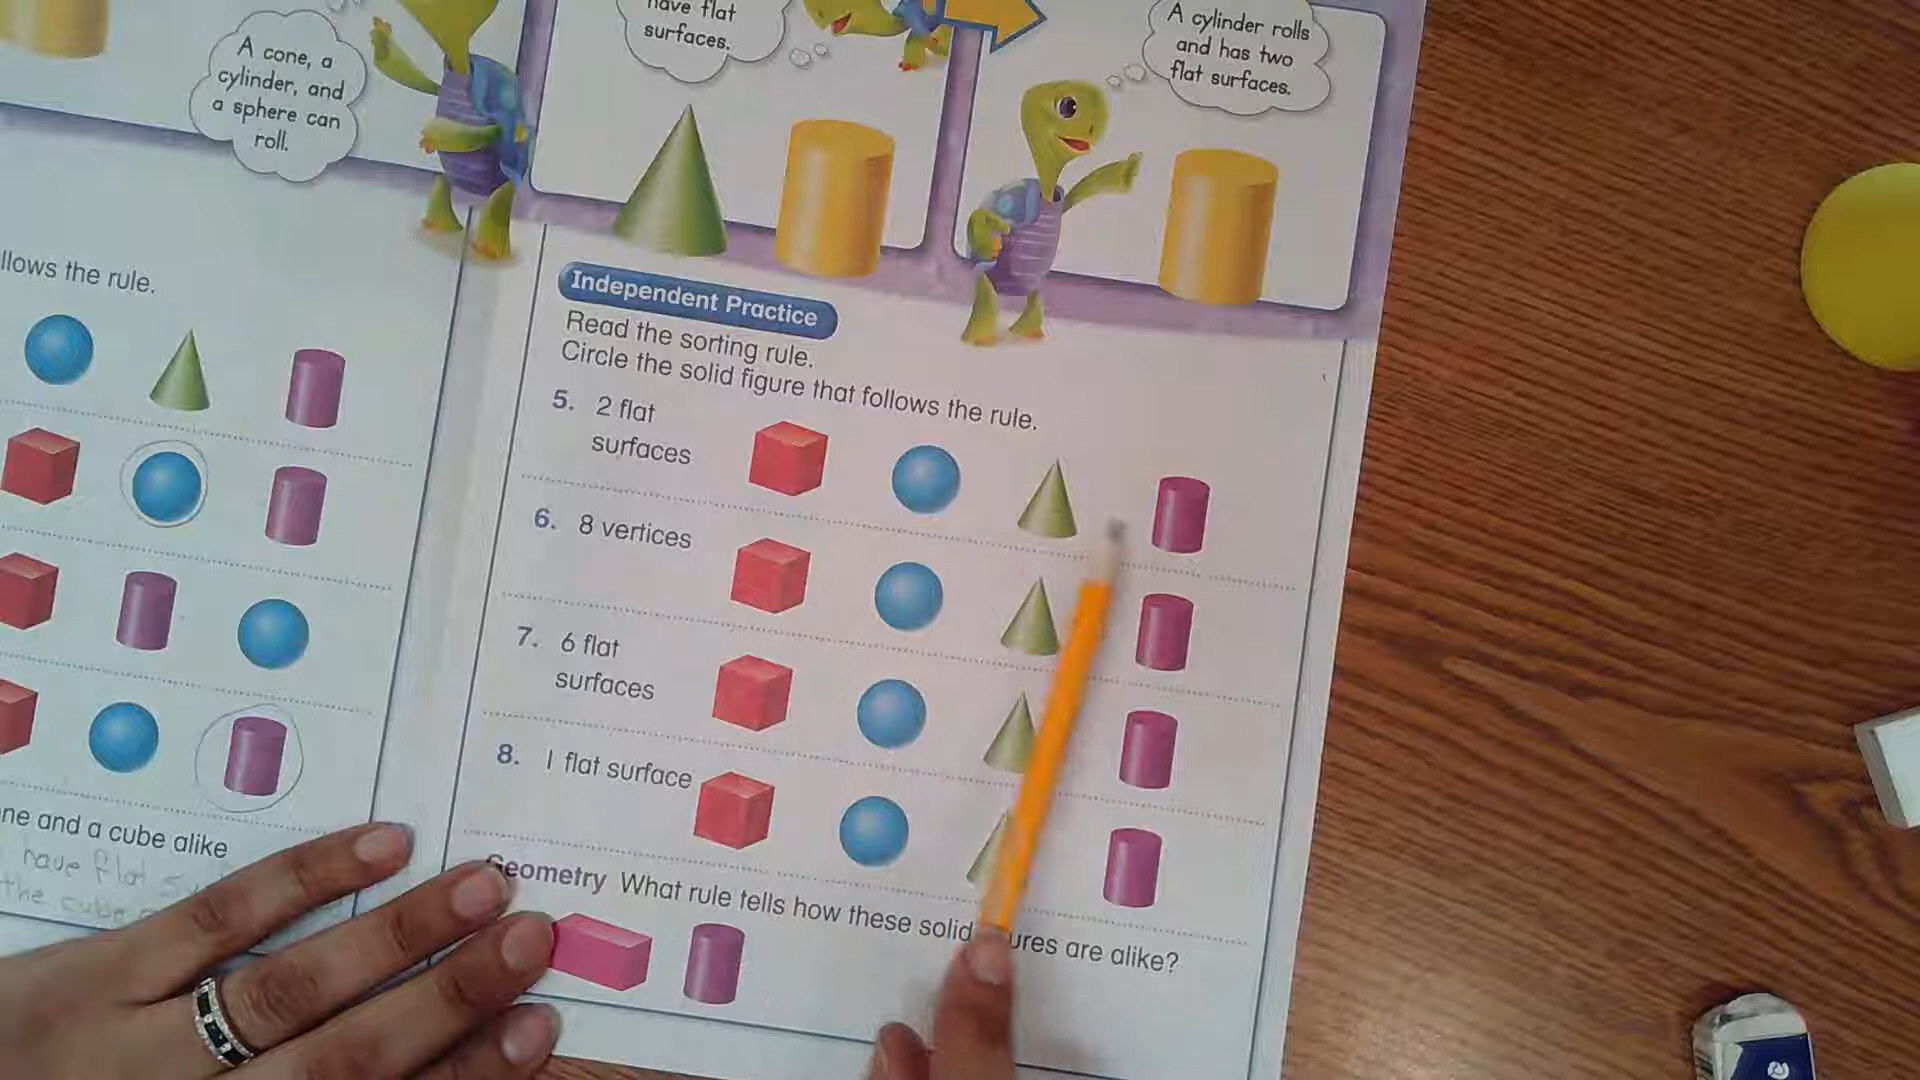 A cone, a
cylinder, and
a sphere can
roll.
have flat
surfaces.
A cylinder rolls
and has two
flat surfaces.
llows the rule.
ne and a cube alike
have flat
the cube
Independent Practice
Read the sorting rule.
Circle the solid figure that follows the rule.
5. 2 flat
surfaces
6. 8 vertices
7. 6 flat
surfaces
8. 1 flat surface
Geometry What rule tells how these solid ures are alike?